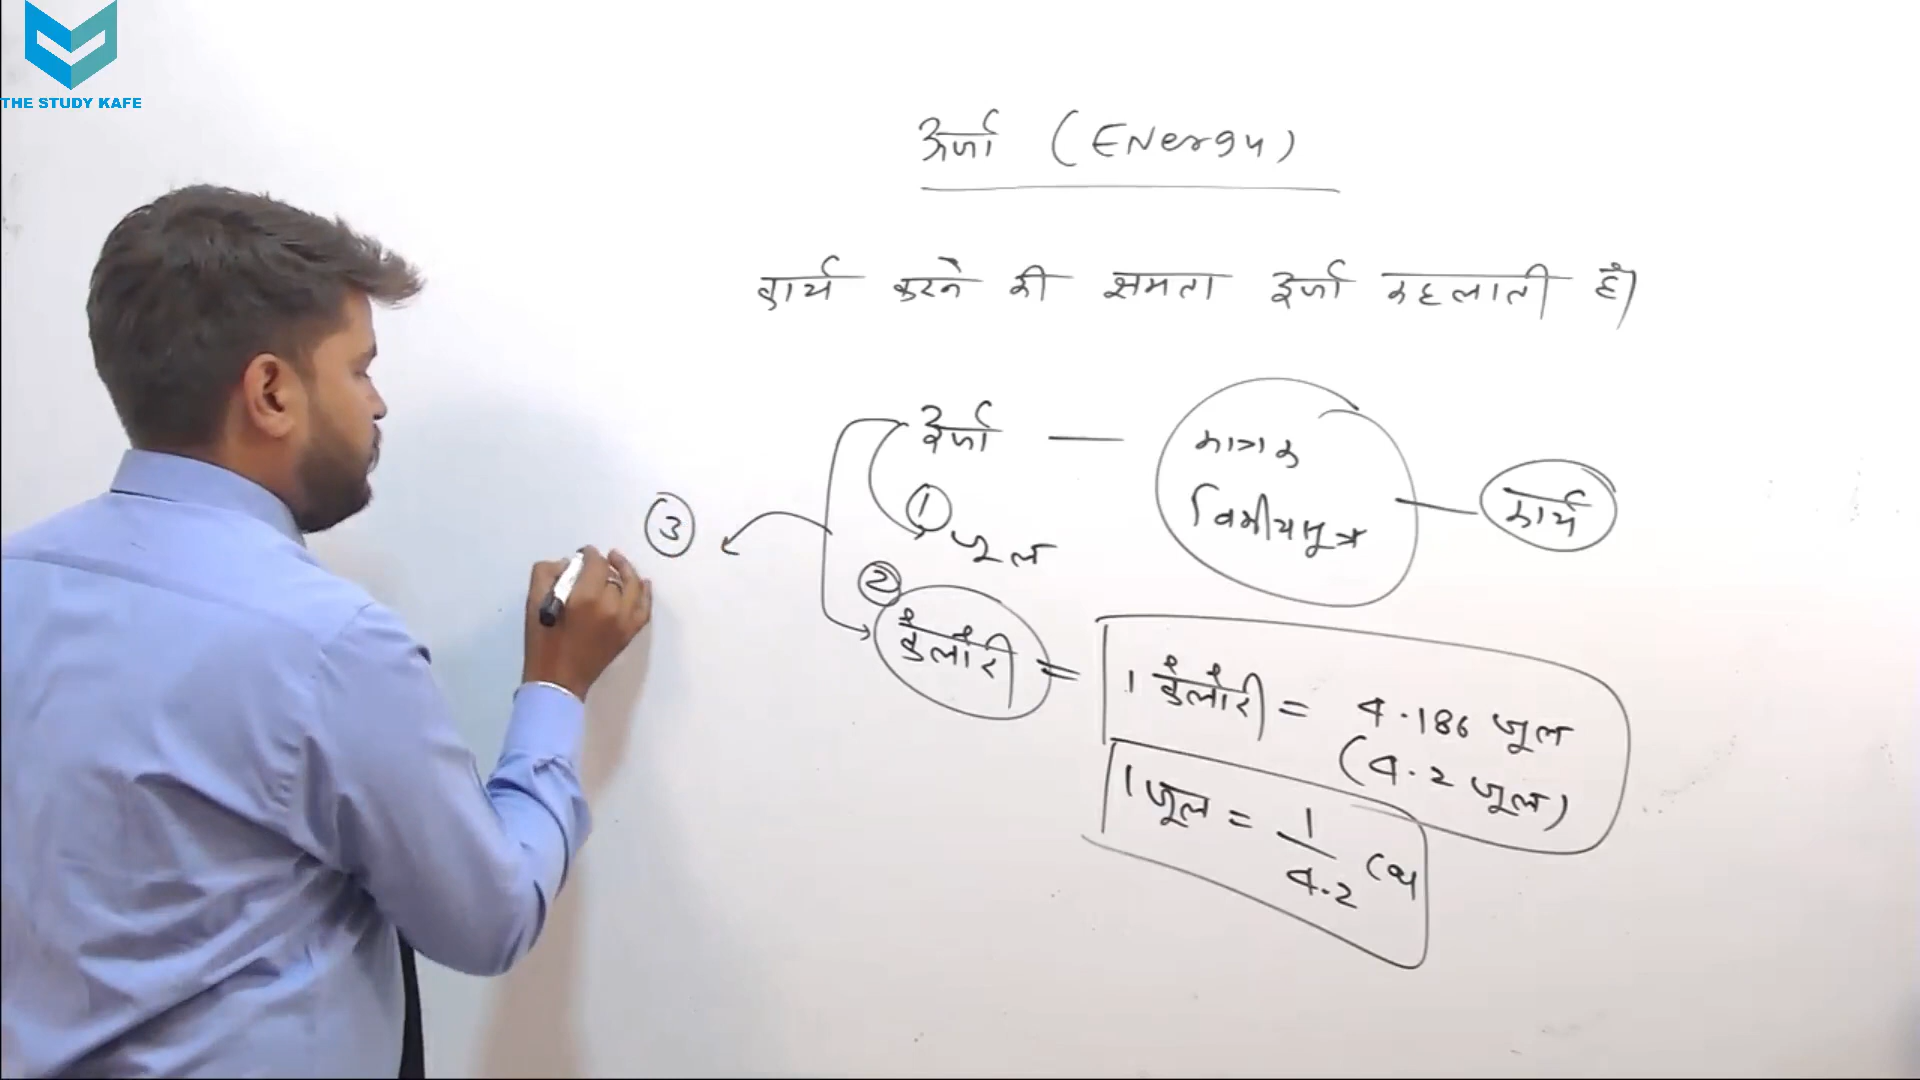 THE STUDY KAFE
ऊर्जा (Energy)
कार्य करने की क्षमता ऊर्जा कहलाती है।
ऊर्जा — मात्रक
विमीयसूत्र — कार्य
① जूल
③
② कैलोरी = 1 कैलोरी = 4.186 जूल
(4.2 जूल)
1 जूल = 1/4.2 Cal